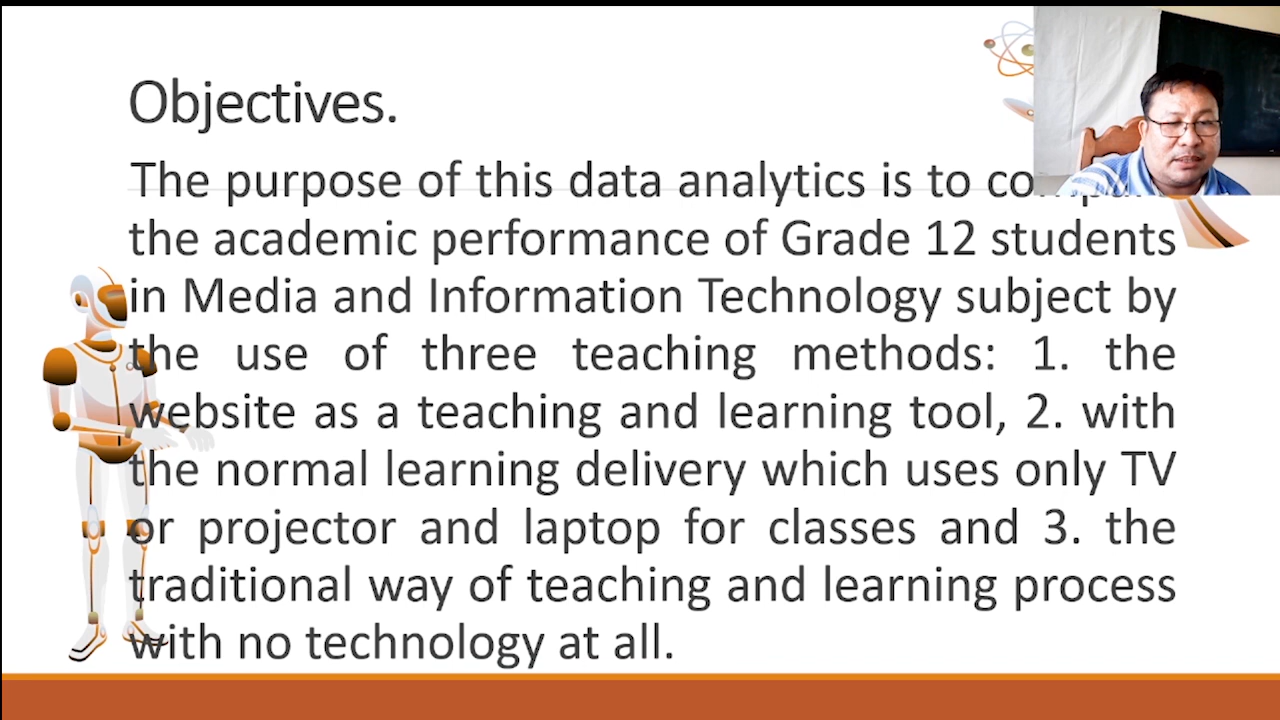 Objectives.
The purpose of this data analytics is to
the academic performance of Grade 12 students
in Media and Information Technology subject by
the use of three teaching methods: 1. the
website as a teaching and learning tool, 2. with
the normal learning delivery which uses only TV
or projector and laptop for classes and 3. the
traditional way of teaching and learning process
with no technology at all.